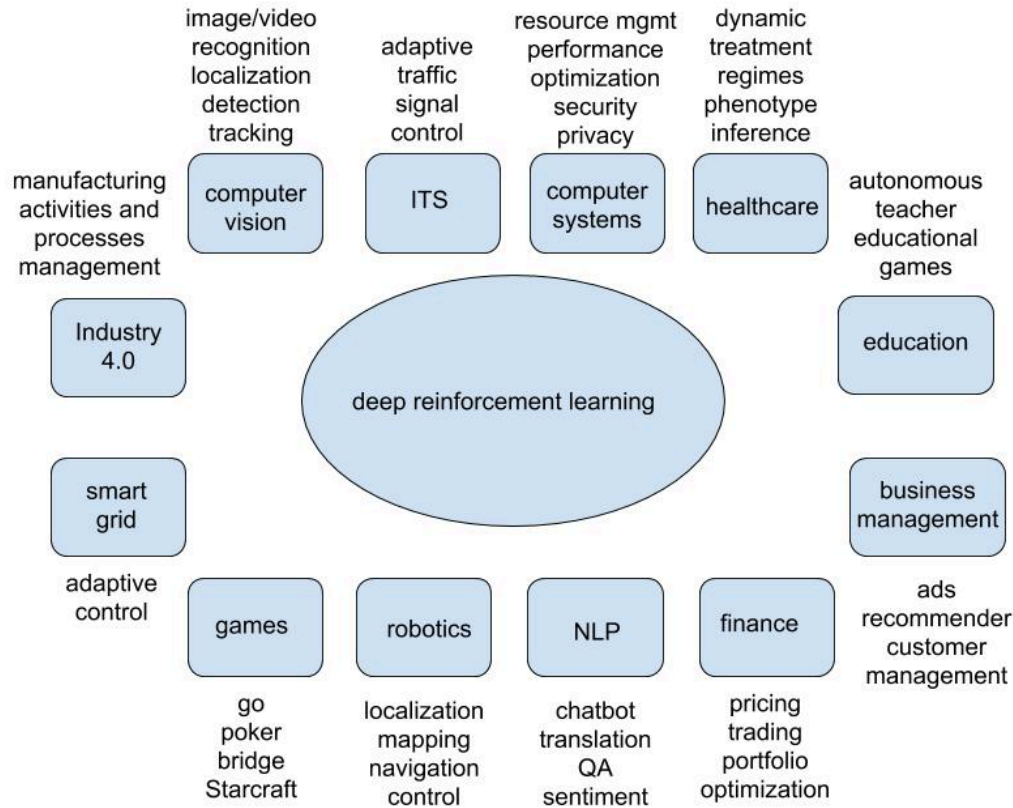 image/video
recognition
localization
detection
tracking
computer
vision
adaptive
traffic
signal
control
ITS
resource mgmt
performance
optimization
security
privacy
computer
systems
dynamic
treatment
regimes
phenotype
inference
healthcare
manufacturing
activities and
processes
management
Industry
4.0
autonomous
teacher
educational
games
education
deep reinforcement learning
smart
grid
adaptive
control
business
management
ads
recommender
customer
management
games
go
poker
bridge
Starcraft
robotics
localization
mapping
navigation
control
NLP
chatbot
translation
QA
sentiment
finance
pricing
trading
portfolio
optimization